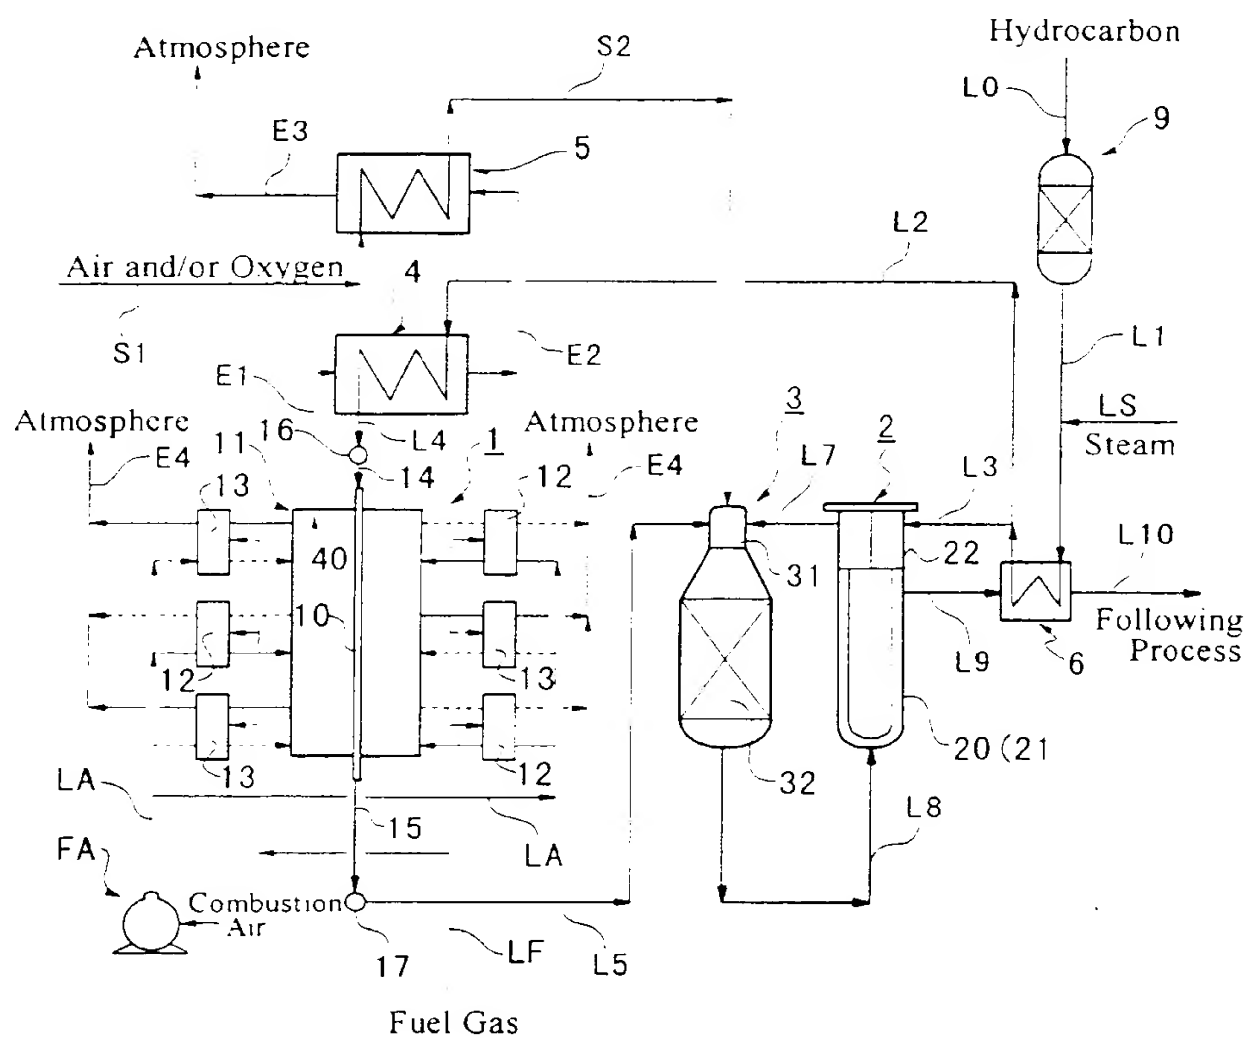 Hydrocarbon
Atmosphere
S2
L0
9
E3
5
L2
Air and/or Oxygen
4
S1
E2
L1
E1
Atmosphere
16
L4
1
Atmosphere
3
2
LS
Steam
E4
11
14
E4
L7
L3
13
12
40
31
22
L10
10
Following
Process
12
13
L9
6
13
12
32
20(21
LA
15
LA
L8
FA
Combustion
Air
17
LF
L5
Fuel Gas